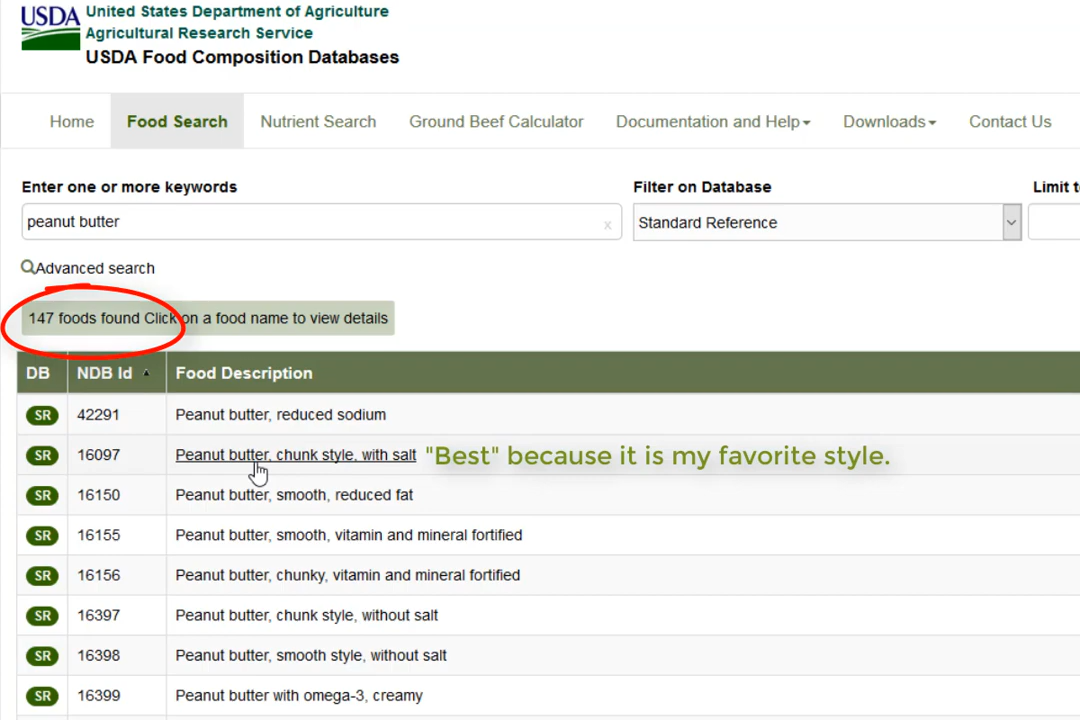 USDA
United States Department of Agriculture
Agricultural Research Service
USDA Food Composition Databases
Home Food Search Nutrient Search Ground Beef Calculator Documentation and Help Downloads Contact Us
Enter one or more keywords Filter on Database Limit t
peanut butter x Standard Reference
Advanced search
147 foods found Click on a food name to view details
DB NDB Id Food Description
SR 42291 Peanut butter, reduced sodium
SR 16097 Peanut butter, chunk style, with salt "Best" because it is my favorite style.
SR 16150 Peanut butter, smooth, reduced fat
SR 16155 Peanut butter, smooth, vitamin and mineral fortified
SR 16156 Peanut butter, chunky, vitamin and mineral fortified
SR 16397 Peanut butter, chunk style, without salt
SR 16398 Peanut butter, smooth style, without salt
SR 16399 Peanut butter with omega-3, creamy